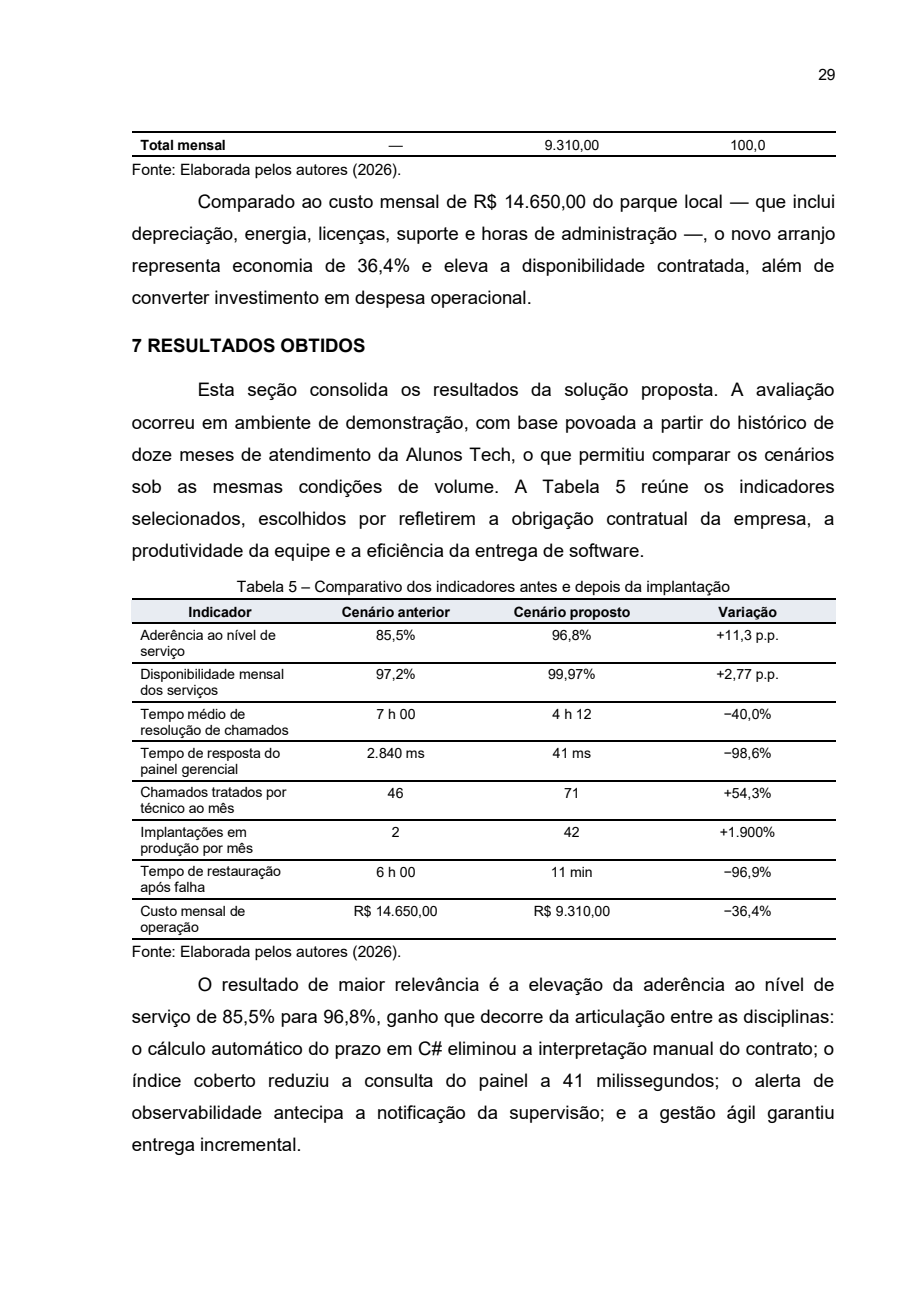 29
Total mensal — 9.310,00 100,0
Fonte: Elaborada pelos autores (2026).
Comparado ao custo mensal de R$ 14.650,00 do parque local — que inclui
depreciação, energia, licenças, suporte e horas de administração —, o novo arranjo
representa economia de 36,4% e eleva a disponibilidade contratada, além de
converter investimento em despesa operacional.
7 RESULTADOS OBTIDOS
Esta seção consolida os resultados da solução proposta. A avaliação
ocorreu em ambiente de demonstração, com base povoada a partir do histórico de
doze meses de atendimento da Alunos Tech, o que permitiu comparar os cenários
sob as mesmas condições de volume. A Tabela 5 reúne os indicadores
selecionados, escolhidos por refletirem a obrigação contratual da empresa, a
produtividade da equipe e a eficiência da entrega de software.
Tabela 5 – Comparativo dos indicadores antes e depois da implantação
Indicador Cenário anterior Cenário proposto Variação
Aderência ao nível de 85,5% 96,8% +11,3 p.p.
serviço
Disponibilidade mensal 97,2% 99,97% +2,77 p.p.
dos serviços
Tempo médio de 7 h 00 4 h 12 −40,0%
resolução de chamados
Tempo de resposta do 2.840 ms 41 ms −98,6%
painel gerencial
Chamados tratados por 46 71 +54,3%
técnico ao mês
Implantações em 2 42 +1.900%
produção por mês
Tempo de restauração 6 h 00 11 min −96,9%
após falha
Custo mensal de R$ 14.650,00 R$ 9.310,00 −36,4%
operação
Fonte: Elaborada pelos autores (2026).
O resultado de maior relevância é a elevação da aderência ao nível de
serviço de 85,5% para 96,8%, ganho que decorre da articulação entre as disciplinas:
o cálculo automático do prazo em C# eliminou a interpretação manual do contrato; o
índice coberto reduziu a consulta do painel a 41 milissegundos; o alerta de
observabilidade antecipa a notificação da supervisão; e a gestão ágil garantiu
entrega incremental.